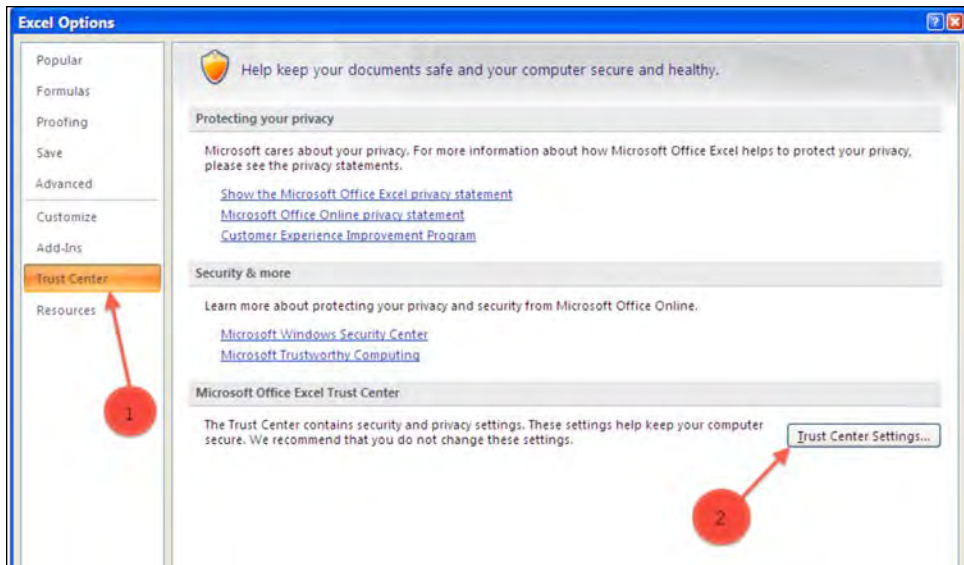 Excel Options
Popular
Formulas
Proofing
Save
Advanced
Customize
Add-Ins
Trust Center
Resources
Help keep your documents safe and your computer secure and healthy.
Protecting your privacy
Microsoft cares about your privacy. For more information about how Microsoft Office Excel helps to protect your privacy,
please see the privacy statements.
Show the Microsoft Office Excel privacy statement
Microsoft Office Online privacy statement
Customer Experience Improvement Program
Security & more
Learn more about protecting your privacy and security from Microsoft Office Online.
Microsoft Windows Security Center
Microsoft Trustworthy Computing
Microsoft Office Excel Trust Center
The Trust Center contains security and privacy settings. These settings help keep your computer
secure. We recommend that you do not change these settings.
Trust Center Settings...
1
2